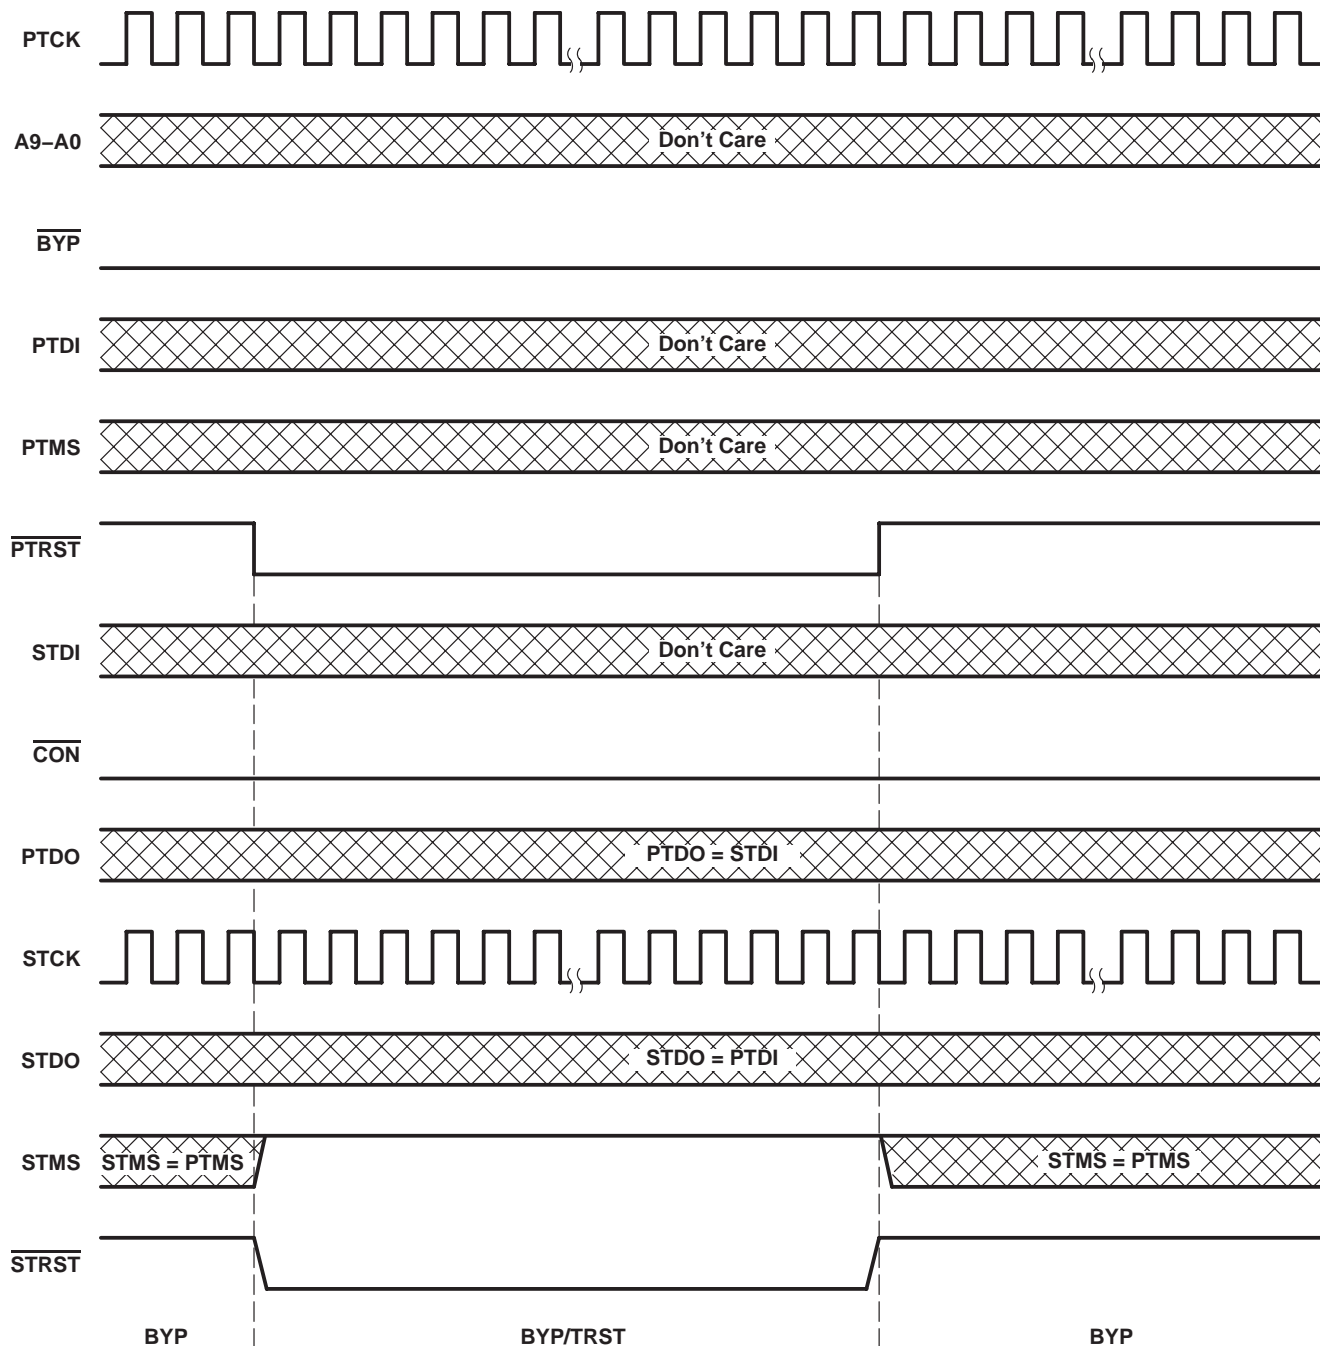 PTCK
A9–A0
Don't Care
BYP
PTDI
Don't Care
PTMS
Don't Care
PTRST
STDI
Don't Care
CON
PTDO
PTDO = STDI
STCK
STDO
STDO = PTDI
STMS
STMS = PTMS
STMS = PTMS
STRST
BYP
BYP/TRST
BYP